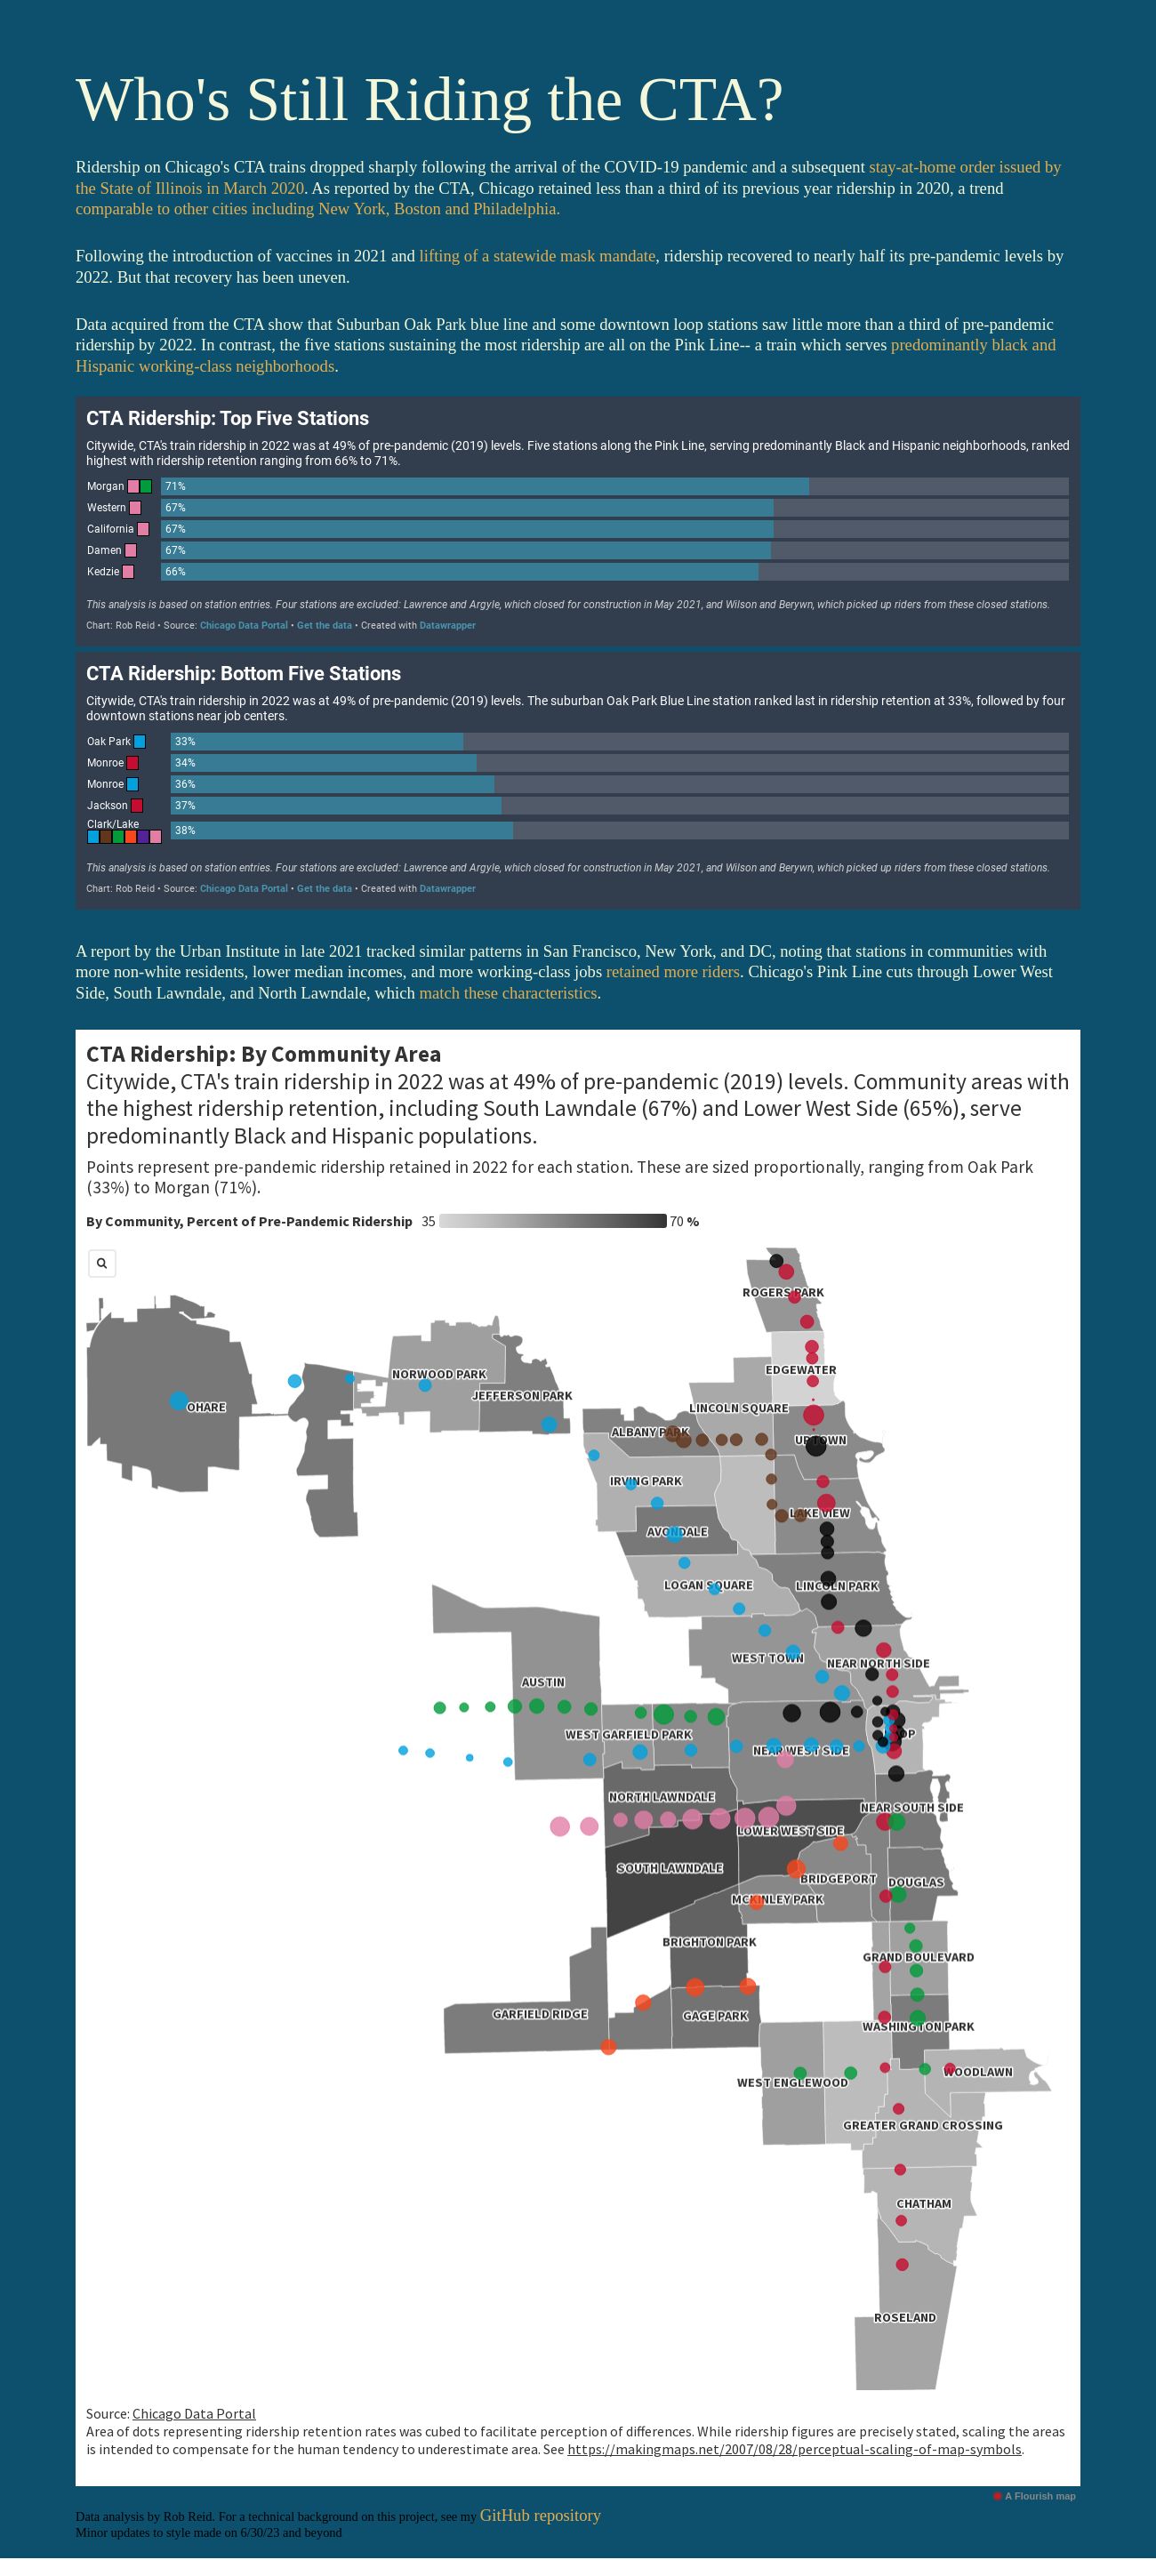 Who's Still Riding the CTA?
Ridership on Chicago's CTA trains dropped sharply following the arrival of the COVID-19 pandemic and a subsequent stay-at-home order issued by
the State of Illinois in March 2020. As reported by the CTA, Chicago retained less than a third of its previous year ridership in 2020, a trend
comparable to other cities including New York, Boston and Philadelphia.
Following the introduction of vaccines in 2021 and lifting of a statewide mask mandate, ridership recovered to nearly half its pre-pandemic levels by
2022. But that recovery has been uneven.
Data acquired from the CTA show that Suburban Oak Park blue line and some downtown loop stations saw little more than a third of pre-pandemic
ridership by 2022. In contrast, the five stations sustaining the most ridership are all on the Pink Line-- a train which serves predominantly black and
Hispanic working-class neighborhoods.
CTA Ridership: Top Five Stations
Citywide, CTA's train ridership in 2022 was at 49% of pre-pandemic (2019) levels. Five stations along the Pink Line, serving predominantly Black and Hispanic neighborhoods, ranked
highest with ridership retention ranging from 66% to 71%.
Morgan 71%
Western 67%
California 67%
Damen 67%
Kedzie 66%
This analysis is based on station entries. Four stations are excluded: Lawrence and Argyle, which closed for construction in May 2021, and Wilson and Berywn, which picked up riders from these closed stations.
Chart: Rob Reid • Source: Chicago Data Portal • Get the data • Created with Datawrapper
CTA Ridership: Bottom Five Stations
Citywide, CTA's train ridership in 2022 was at 49% of pre-pandemic (2019) levels. The suburban Oak Park Blue Line station ranked last in ridership retention at 33%, followed by four
downtown stations near job centers.
Oak Park 33%
Monroe 34%
Monroe 36%
Jackson 37%
Clark/Lake 38%
This analysis is based on station entries. Four stations are excluded: Lawrence and Argyle, which closed for construction in May 2021, and Wilson and Berywn, which picked up riders from these closed stations.
Chart: Rob Reid • Source: Chicago Data Portal • Get the data • Created with Datawrapper
A report by the Urban Institute in late 2021 tracked similar patterns in San Francisco, New York, and DC, noting that stations in communities with
more non-white residents, lower median incomes, and more working-class jobs retained more riders. Chicago's Pink Line cuts through Lower West
Side, South Lawndale, and North Lawndale, which match these characteristics.
CTA Ridership: By Community Area
Citywide, CTA's train ridership in 2022 was at 49% of pre-pandemic (2019) levels. Community areas with
the highest ridership retention, including South Lawndale (67%) and Lower West Side (65%), serve
predominantly Black and Hispanic populations.
Points represent pre-pandemic ridership retained in 2022 for each station. These are sized proportionally, ranging from Oak Park
(33%) to Morgan (71%).
By Community, Percent of Pre-Pandemic Ridership 35 70 %
ROGERS PARK
EDGEWATER
NORWOOD PARK
JEFFERSON PARK
OHARE
LINCOLN SQUARE
ALBANY PARK
UPTOWN
IRVING PARK
LAKE VIEW
AVONDALE
LOGAN SQUARE
LINCOLN PARK
WEST TOWN
NEAR NORTH SIDE
AUSTIN
WEST GARFIELD PARK
LOOP
NEAR WEST SIDE
NORTH LAWNDALE
NEAR SOUTH SIDE
LOWER WEST SIDE
SOUTH LAWNDALE
BRIDGEPORT
DOUGLAS
MCKINLEY PARK
BRIGHTON PARK
GRAND BOULEVARD
GARFIELD RIDGE
GAGE PARK
WASHINGTON PARK
WOODLAWN
WEST ENGLEWOOD
GREATER GRAND CROSSING
CHATHAM
ROSELAND
Source: Chicago Data Portal
Area of dots representing ridership retention rates was cubed to facilitate perception of differences. While ridership figures are precisely stated, scaling the areas
is intended to compensate for the human tendency to underestimate area. See https://makingmaps.net/2007/08/28/perceptual-scaling-of-map-symbols.
A Flourish map
Data analysis by Rob Reid. For a technical background on this project, see my GitHub repository
Minor updates to style made on 6/30/23 and beyond